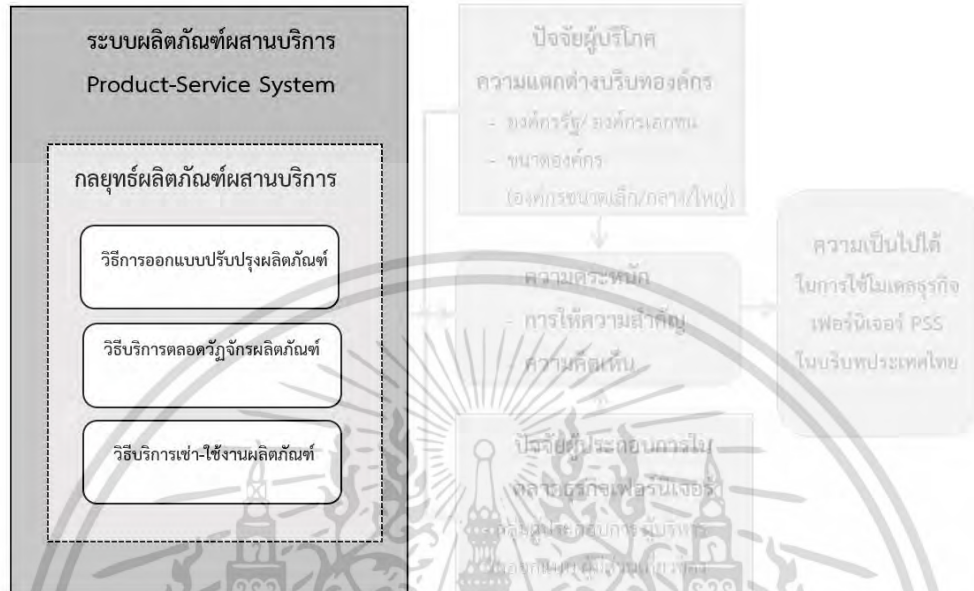 ระบบผลิตภัณฑ์ผสานบริการ
Product-Service System
กลยุทธ์ผลิตภัณฑ์ผสานบริการ
วิธีการออกแบบปรับปรุงผลิตภัณฑ์
วิธีบริการตลอดวัฏจักรผลิตภัณฑ์
วิธีบริการเช่า-ใช้งานผลิตภัณฑ์
ปัจจัยผู้บริโภค
ความแตกต่างบริบทองค์กร
- องค์กรรัฐ/ องค์กรเอกชน
- ขนาดองค์กร
(องค์กรขนาดเล็ก/กลาง/ใหญ่)
ความตระหนัก
- การให้ความสำคัญ
ความคิดเห็น
ปัจจัยผู้ประกอบการใน
ตลาดธุรกิจเฟอร์นิเจอร์
ความเป็นไปได้
ในการใช้โมเดลธุรกิจ
เฟอร์นิเจอร์ PSS
ในบริบทประเทศไทย